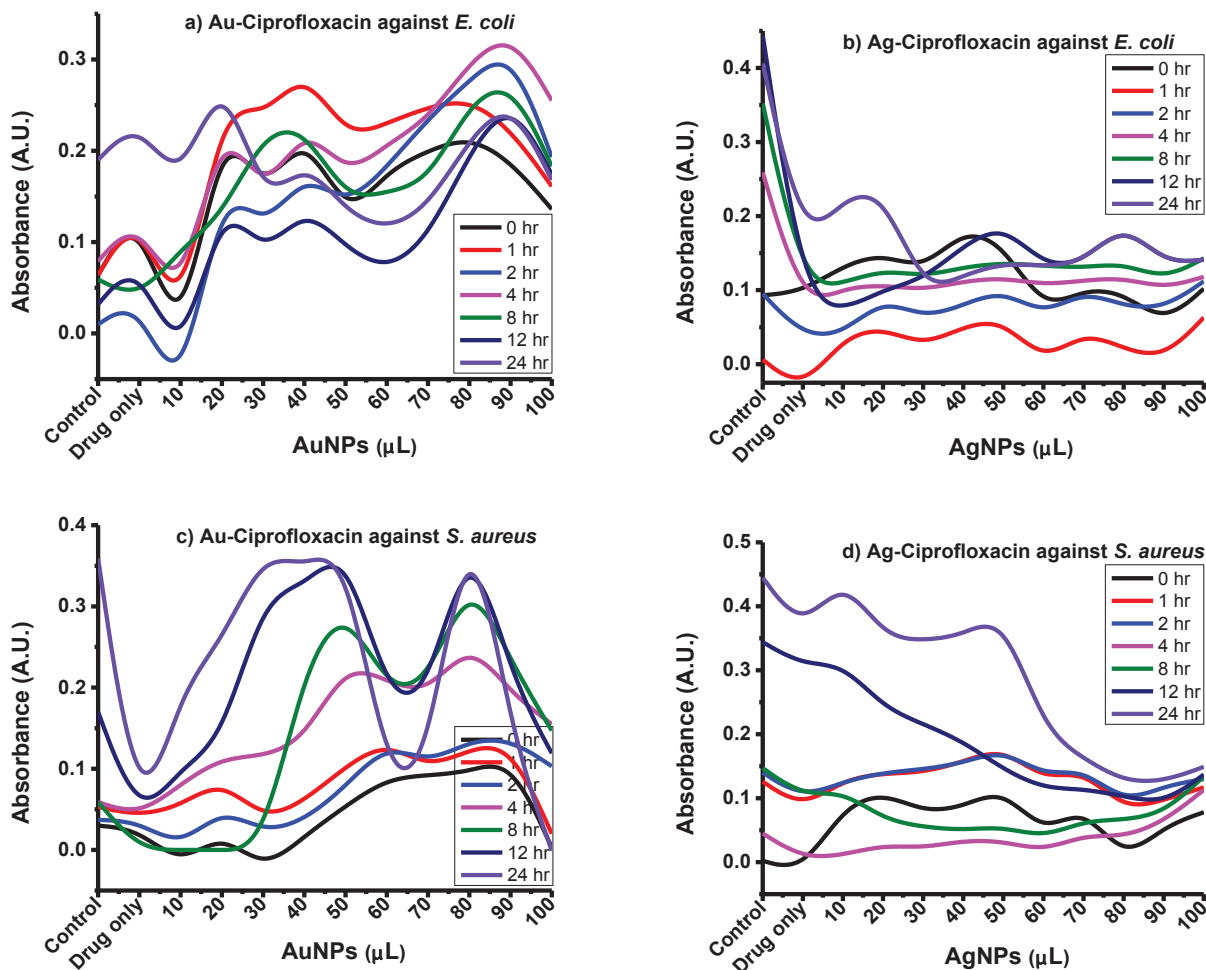 a) Au-Ciprofloxacin against E. coli
Absorbance (A.U.)
0.3
0.2
0.1
0.0
0 hr
1 hr
2 hr
4 hr
8 hr
12 hr
24 hr
Control
Drug only
10
20
30
40
50
60
70
80
90
100
AuNPs (μL)
b) Ag-Ciprofloxacin against E. coli
Absorbance (A.U.)
0.4
0.3
0.2
0.1
0.0
0 hr
1 hr
2 hr
4 hr
8 hr
12 hr
24 hr
Control
Drug only
10
20
30
40
50
60
70
80
90
100
AgNPs (μL)
c) Au-Ciprofloxacin against S. aureus
Absorbance (A.U.)
0.4
0.3
0.2
0.1
0.0
0 hr
1 hr
2 hr
4 hr
8 hr
12 hr
24 hr
Control
Drug only
10
20
30
40
50
60
70
80
90
100
AuNPs (μL)
d) Ag-Ciprofloxacin against S. aureus
Absorbance (A.U.)
0.5
0.4
0.3
0.2
0.1
0.0
0 hr
1 hr
2 hr
4 hr
8 hr
12 hr
24 hr
Control
Drug only
10
20
30
40
50
60
70
80
90
100
AgNPs (μL)